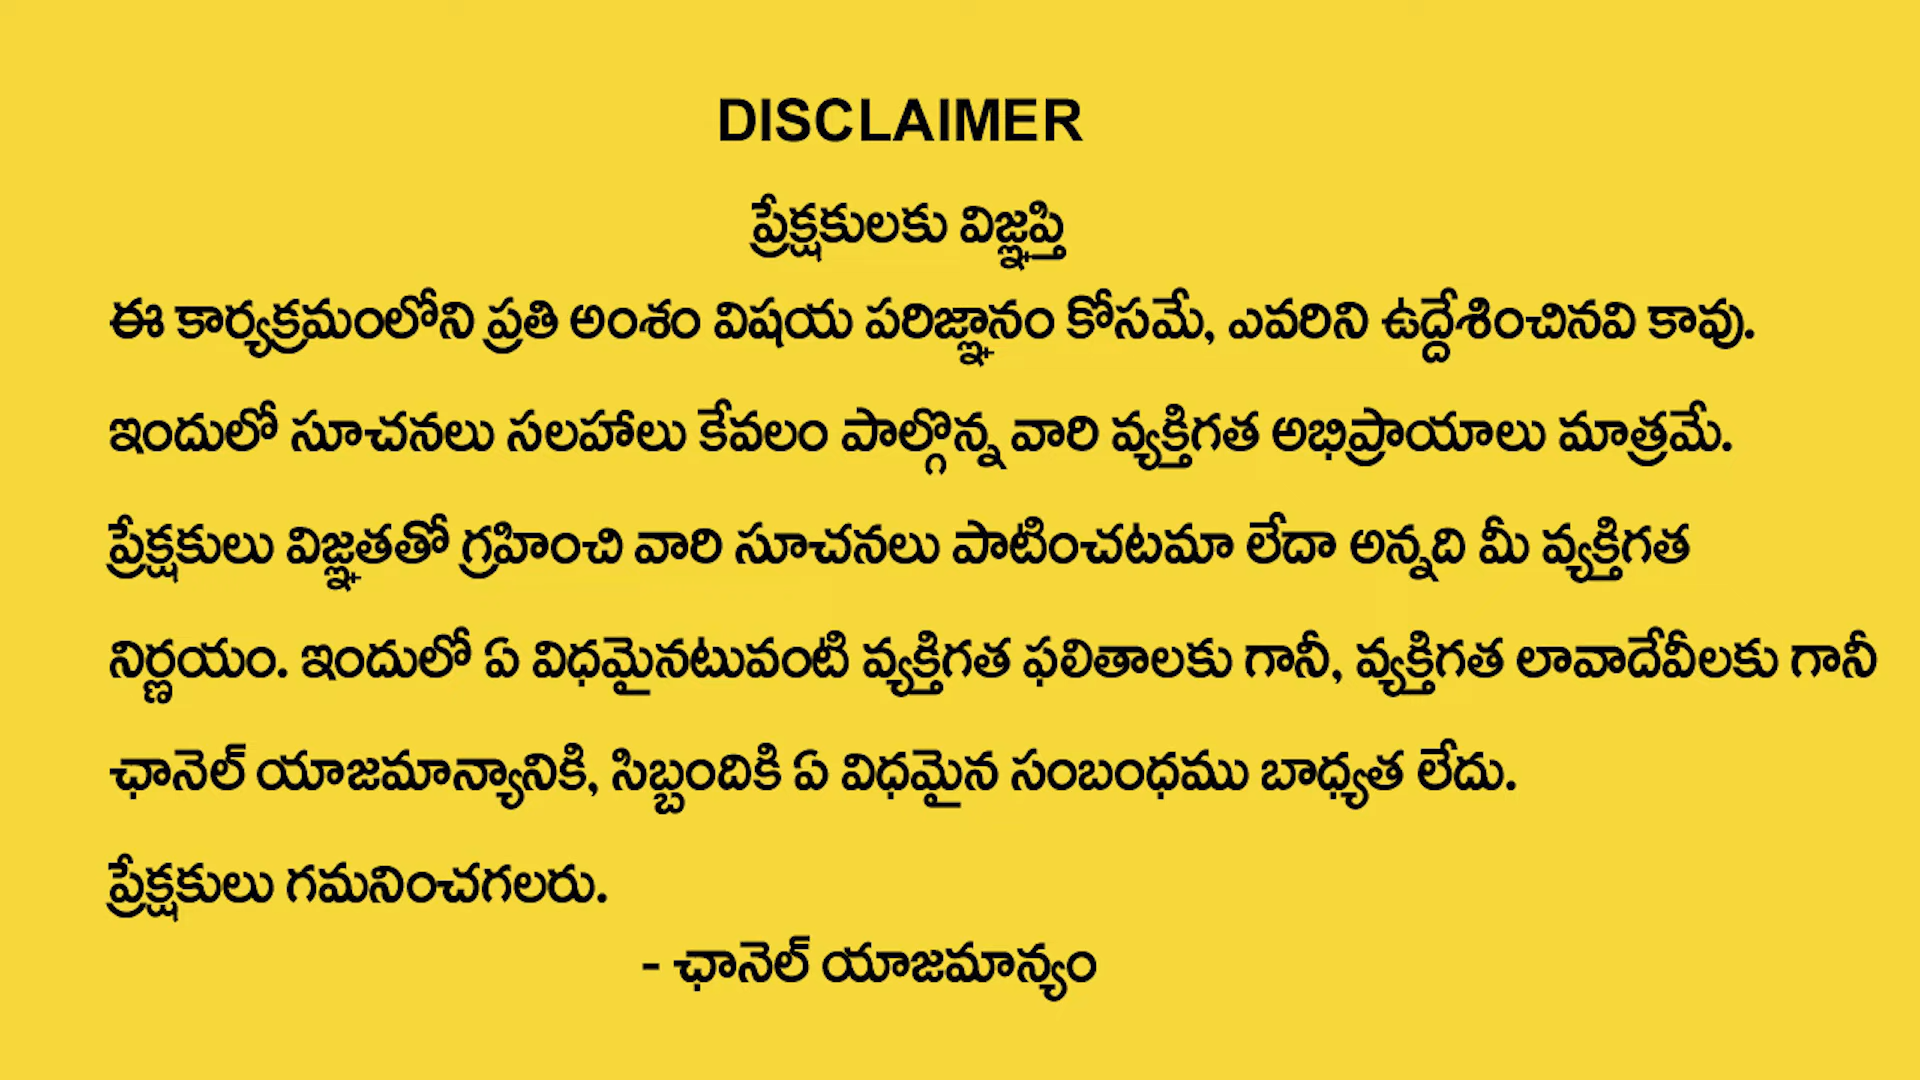 DISCLAIMER
ప్రేక్షకులకు విజ్ఞప్తి
ఈ కార్యక్రమంలోని ప్రతి అంశం విషయ పరిజ్ఞానం కోసమే, ఎవరిని ఉద్దేశించినవి కావు.
ఇందులో సూచనలు సలహాలు కేవలం పాల్గొన్న వారి వ్యక్తిగత అభిప్రాయాలు మాత్రమే.
ప్రేక్షకులు విజ్ఞతతో గ్రహించి వారి సూచనలు పాటించటమా లేదా అన్నది మీ వ్యక్తిగత
నిర్ణయం. ఇందులో ఏ విధమైనటువంటి వ్యక్తిగత ఫలితాలకు గానీ, వ్యక్తిగత లావాదేవీలకు గానీ
ఛానెల్ యాజమాన్యానికి, సిబ్బందికి ఏ విధమైన సంబంధము బాధ్యత లేదు.
ప్రేక్షకులు గమనించగలరు.
- ఛానెల్ యాజమాన్యం